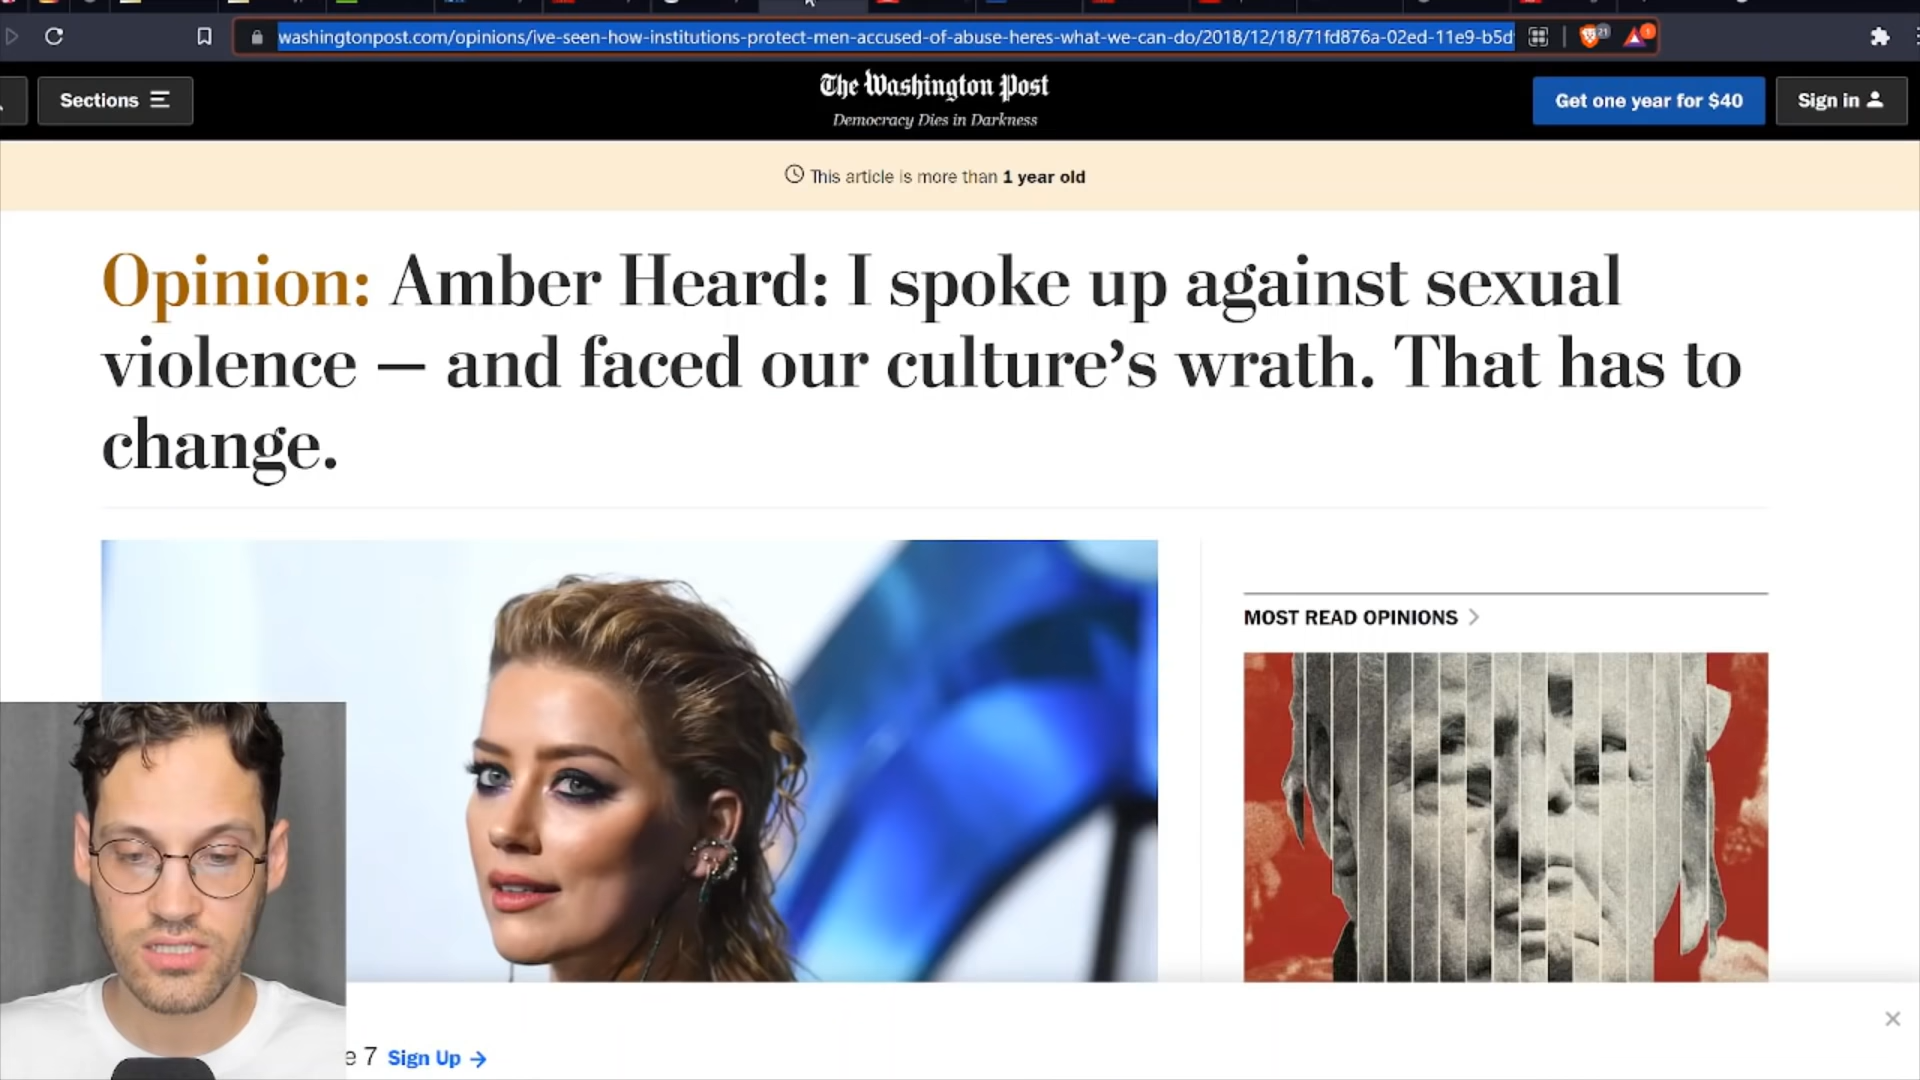 washingtonpost.com/opinions/ive-seen-how-institutions-protect-men-accused-of-abuse-heres-what-we-can-do/2018/12/18/71fd876a-02ed-11e9-b5d
21
1
Sections
The Washington Post
Democracy Dies in Darkness
Get one year for $40
Sign in
This article is more than 1 year old
Opinion: Amber Heard: I spoke up against sexual
violence — and faced our culture’s wrath. That has to
change.
MOST READ OPINIONS
e 7 Sign Up